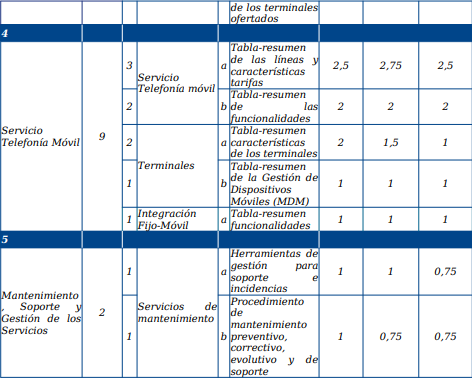 de los terminales
ofertados
4
Servicio
Telefonía Móvil
9
3
Servicio
Telefonía móvil
a
Tabla-resumen
de las líneas y
características
tarifas
2,5
2,75
2,5
2
b
Tabla-resumen
de las
funcionalidades
2
2
2
2
Terminales
a
Tabla-resumen
características
de los terminales
2
1,5
1
1
b
Tabla-resumen
de la Gestión de
Dispositivos
Móviles (MDM)
1
1
1
1
Integración
Fijo-Móvil
a
Tabla-resumen
funcionalidades
1
1
1
5
Mantenimiento
, Soporte y
Gestión de los
Servicios
2
1
Servicios de
mantenimiento
a
Herramientas de
gestión para
soporte e
incidencias
1
1
0,75
1
b
Procedimiento
de
mantenimiento
preventivo,
correctivo,
evolutivo y de
soporte
1
0,75
0,75